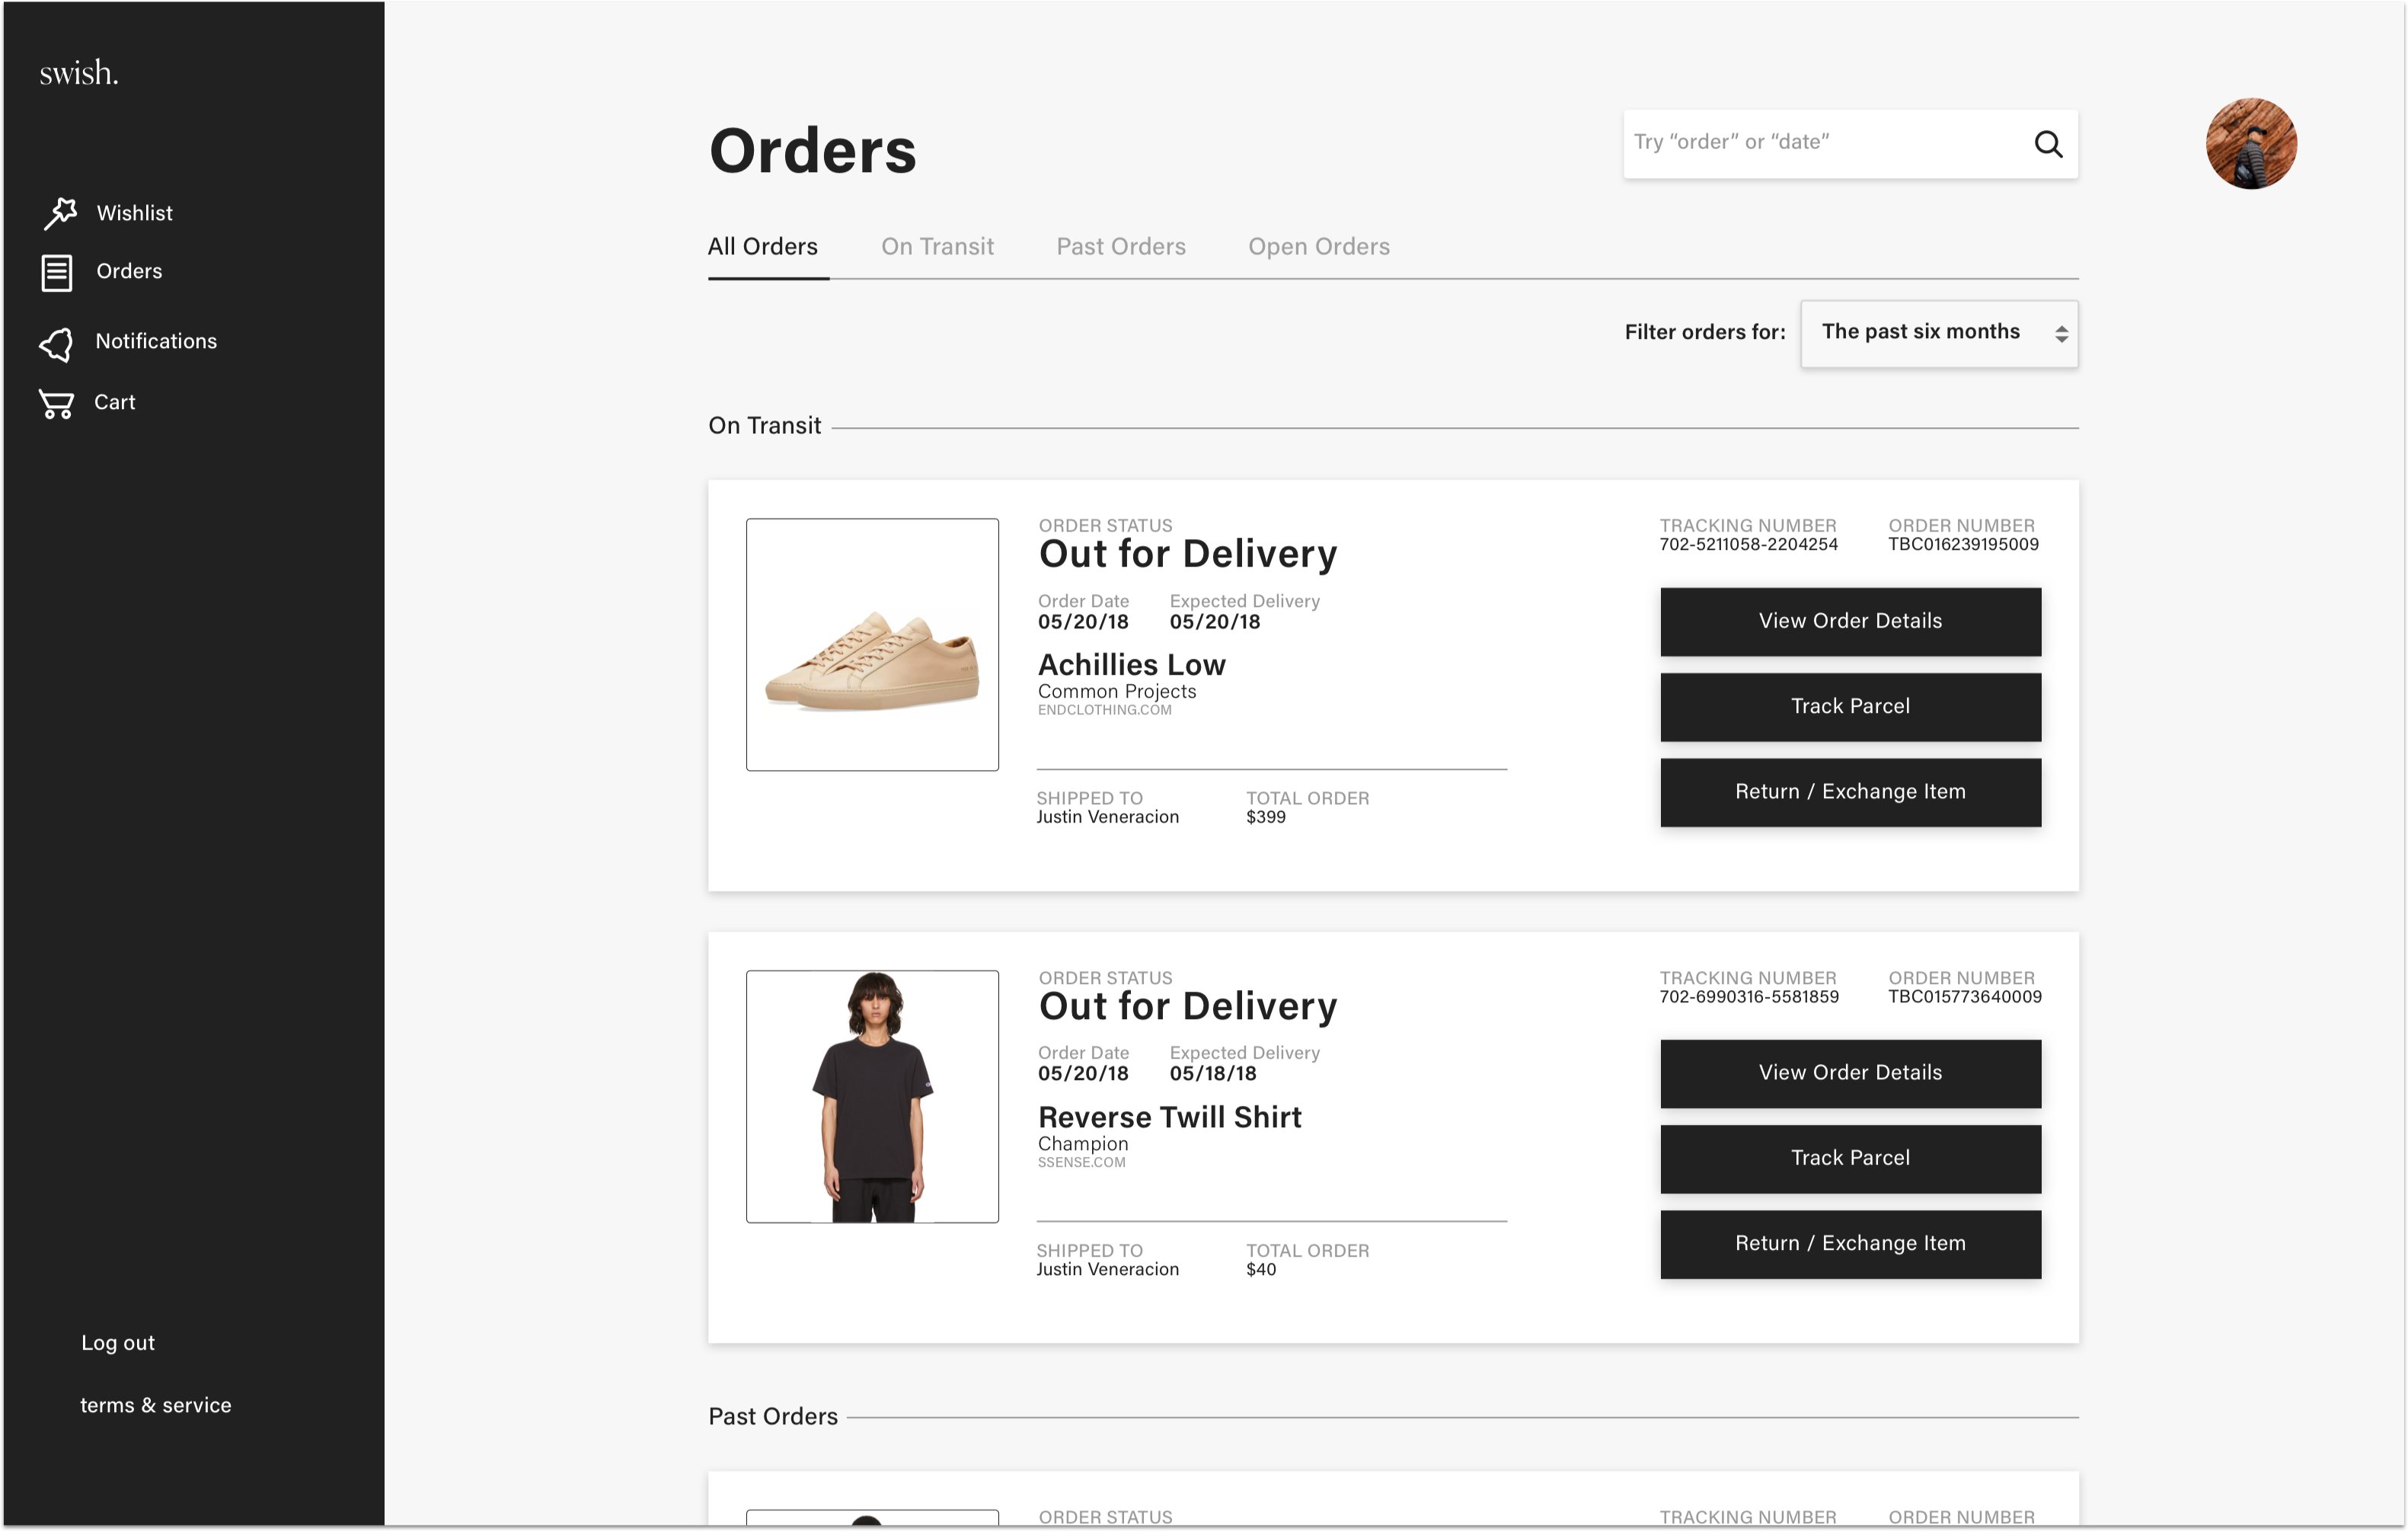 swish.
Wishlist
Orders
Notifications
Cart
Log out
terms & service
Orders
Try “order” or “date”
All Orders On Transit Past Orders Open Orders
Filter orders for: The past six months
On Transit
ORDER STATUS
Out for Delivery
Order Date Expected Delivery
05/20/18 05/20/18
Achillies Low
Common Projects
ENDCLOTHING.COM
SHIPPED TO TOTAL ORDER
Justin Veneracion $399
TRACKING NUMBER ORDER NUMBER
702-5211058-2204254 TBC016239195009
View Order Details
Track Parcel
Return / Exchange Item
ORDER STATUS
Out for Delivery
Order Date Expected Delivery
05/20/18 05/18/18
Reverse Twill Shirt
Champion
SSENSE.COM
SHIPPED TO TOTAL ORDER
Justin Veneracion $40
TRACKING NUMBER ORDER NUMBER
702-6990316-5581859 TBC015773640009
View Order Details
Track Parcel
Return / Exchange Item
Past Orders
ORDER STATUS
TRACKING NUMBER ORDER NUMBER